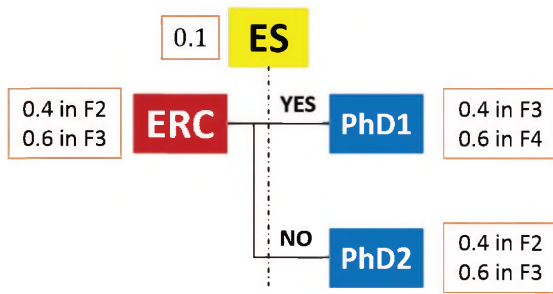 0.1
ES
0.4 in F2
0.6 in F3
ERC
YES
PhD1
0.4 in F3
0.6 in F4
NO
PhD2
0.4 in F2
0.6 in F3